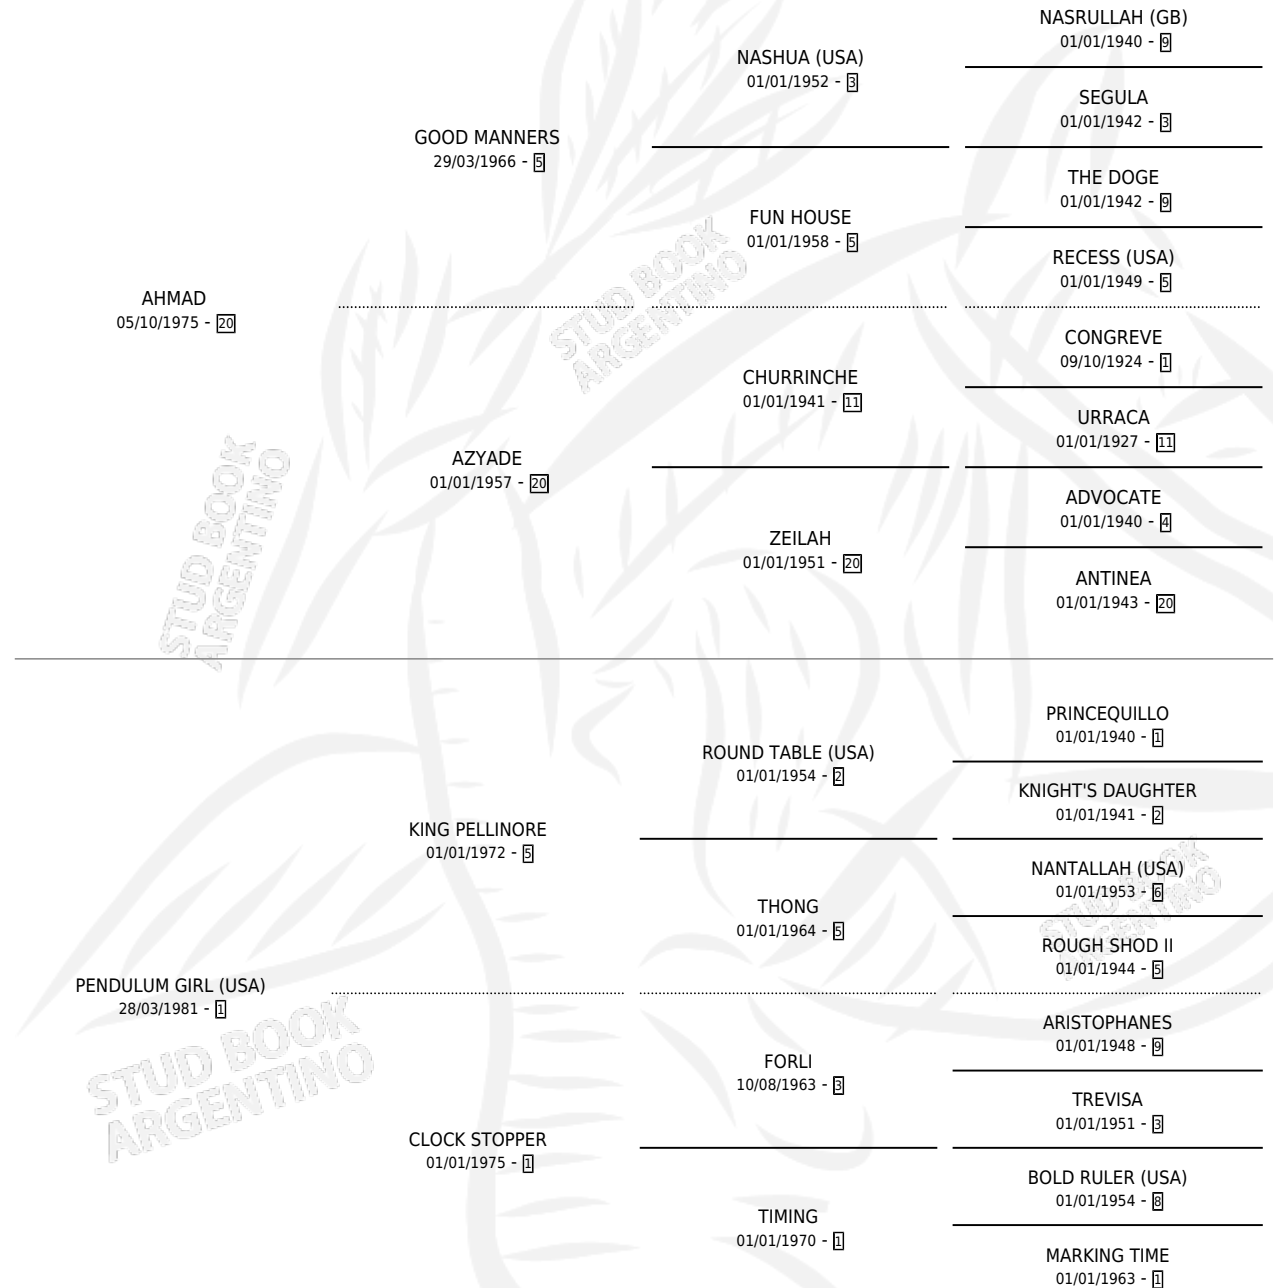 NASRULLAH (GB)
01/01/1940 - 9
NASHUA (USA)
01/01/1952 - 3
SEGULA
01/01/1942 - 3
GOOD MANNERS
29/03/1966 - 5
THE DOGE
01/01/1942 - 9
FUN HOUSE
01/01/1958 - 5
RECESS (USA)
01/01/1949 - 5
AHMAD
05/10/1975 - 20
CONGREVE
09/10/1924 - 1
CHURRINCHE
01/01/1941 - 11
URRACA
01/01/1927 - 11
AZYADE
01/01/1957 - 20
ADVOCATE
01/01/1940 - 4
ZEILAH
01/01/1951 - 20
ANTINEA
01/01/1943 - 20
PRINCEQUILLO
01/01/1940 - 1
ROUND TABLE (USA)
01/01/1954 - 2
KNIGHT'S DAUGHTER
01/01/1941 - 2
KING PELLINORE
01/01/1972 - 5
NANTALLAH (USA)
01/01/1953 - 6
THONG
01/01/1964 - 5
ROUGH SHOD II
01/01/1944 - 5
PENDULUM GIRL (USA)
28/03/1981 - 1
ARISTOPHANES
01/01/1948 - 9
FORLI
10/08/1963 - 3
TREVISA
01/01/1951 - 3
CLOCK STOPPER
01/01/1975 - 1
BOLD RULER (USA)
01/01/1954 - 8
TIMING
01/01/1970 - 1
MARKING TIME
01/01/1963 - 1
STUD BOOK
ARGENTINO
STUD BOOK
ARGENTINO
STUD BOOK
ARGENTINO
STUD BOOK
ARGENTINO